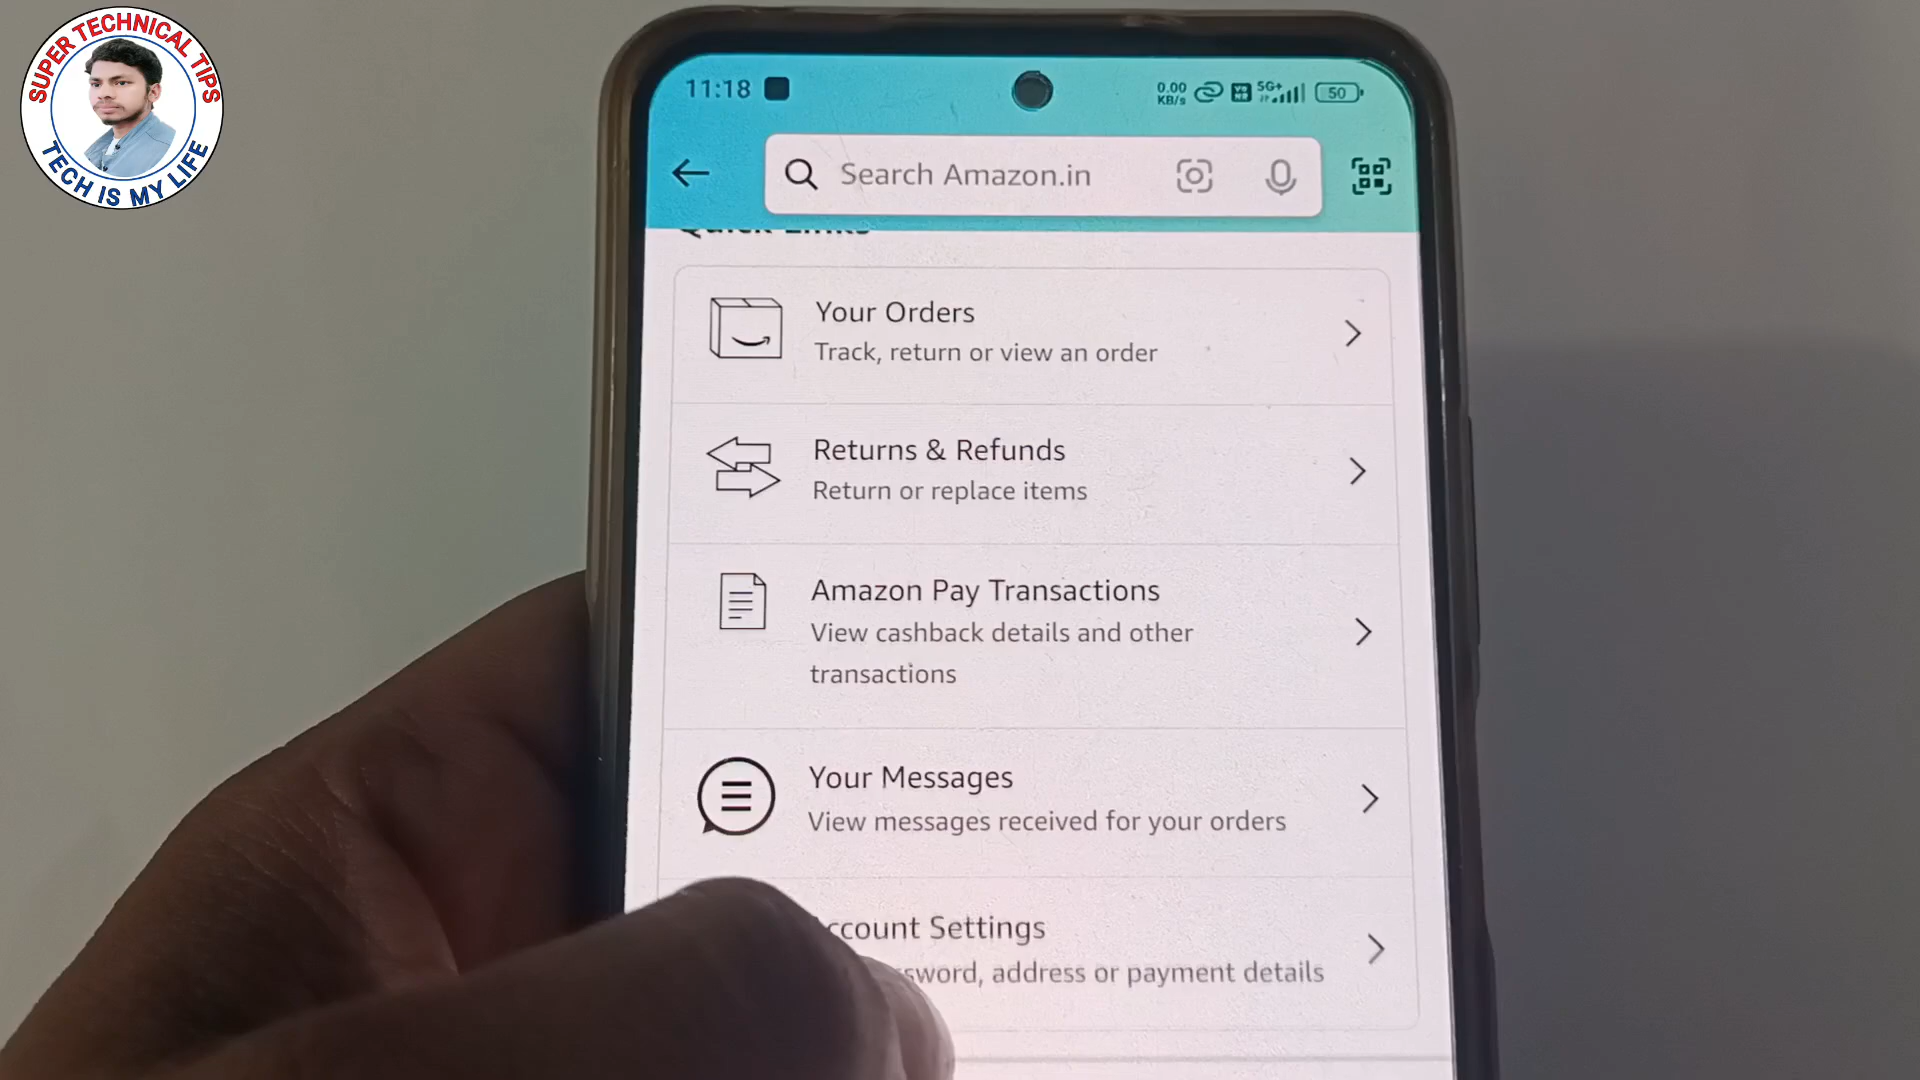 SUPER TECHNICAL TIPS
TECH IS MY LIFE
11:18
0.00
KB/s
5G+
50
Search Amazon.in
Quick Links
Your Orders
Track, return or view an order
Returns & Refunds
Return or replace items
Amazon Pay Transactions
View cashback details and other
transactions
Your Messages
View messages received for your orders
ccount Settings
sword, address or payment details